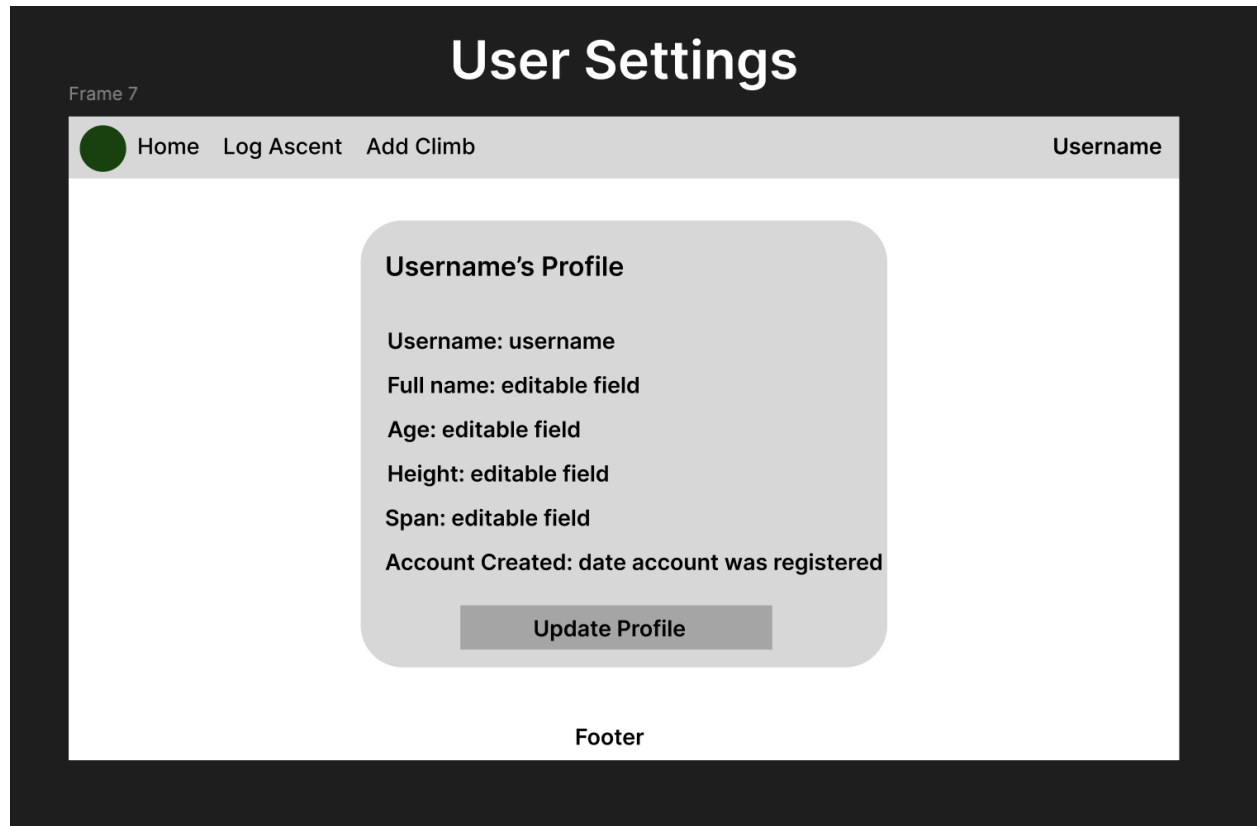 User Settings
Frame 7
Home Log Ascent Add Climb Username
Username’s Profile
Username: username
Full name: editable field
Age: editable field
Height: editable field
Span: editable field
Account Created: date account was registered
Update Profile
Footer